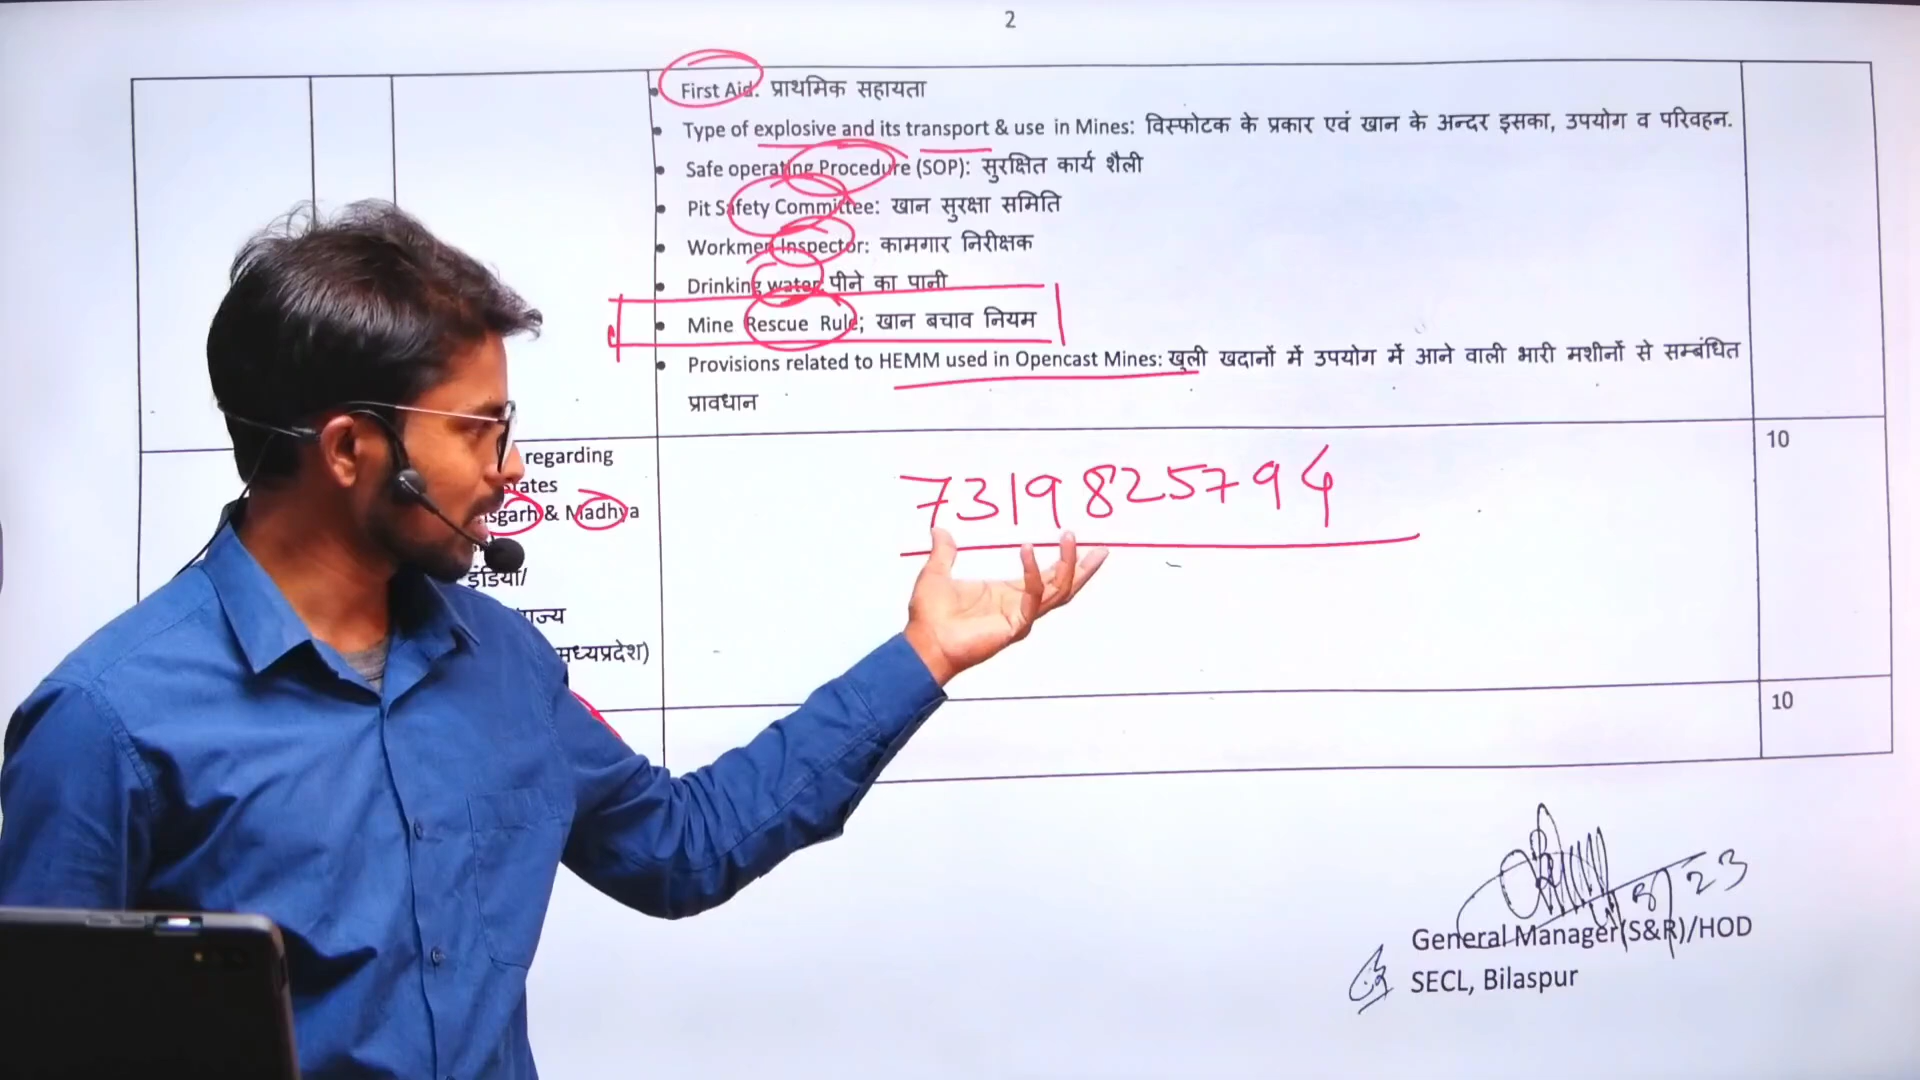 2
First Aid: प्राथमिक सहायता
Type of explosive and its transport & use in Mines: विस्फोटक के प्रकार एवं खान के अन्दर इसका, उपयोग व परिवहन.
Safe operating Procedure (SOP): सुरक्षित कार्य शैली
Pit Safety Committee: खान सुरक्षा समिति
Workmen Inspector: कामगार निरीक्षक
Drinking water पीने का पानी
Mine Rescue Rule; खान बचाव नियम
Provisions related to HEMM used in Opencast Mines: खुली खदानों में उपयोग में आने वाली भारी मशीनों से सम्बंधित
प्रावधान
regarding
10
& Madhya
7319825794
इंडिया/
मध्यप्रदेश)
10
23
General Manager(S&R)/HOD
SECL, Bilaspur